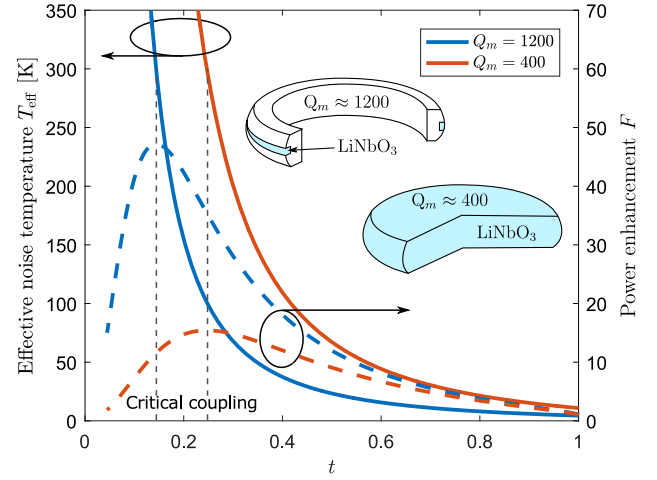 350
300
250
200
150
100
50
0
Effective noise temperature T_eff [K]
70
60
50
40
30
20
10
0
Power enhancement F
Q_m = 1200
Q_m = 400
Q_m ≈ 1200
LiNbO₃
Q_m ≈ 400
LiNbO₃
Critical coupling
0 0.2 0.4 0.6 0.8 1
t